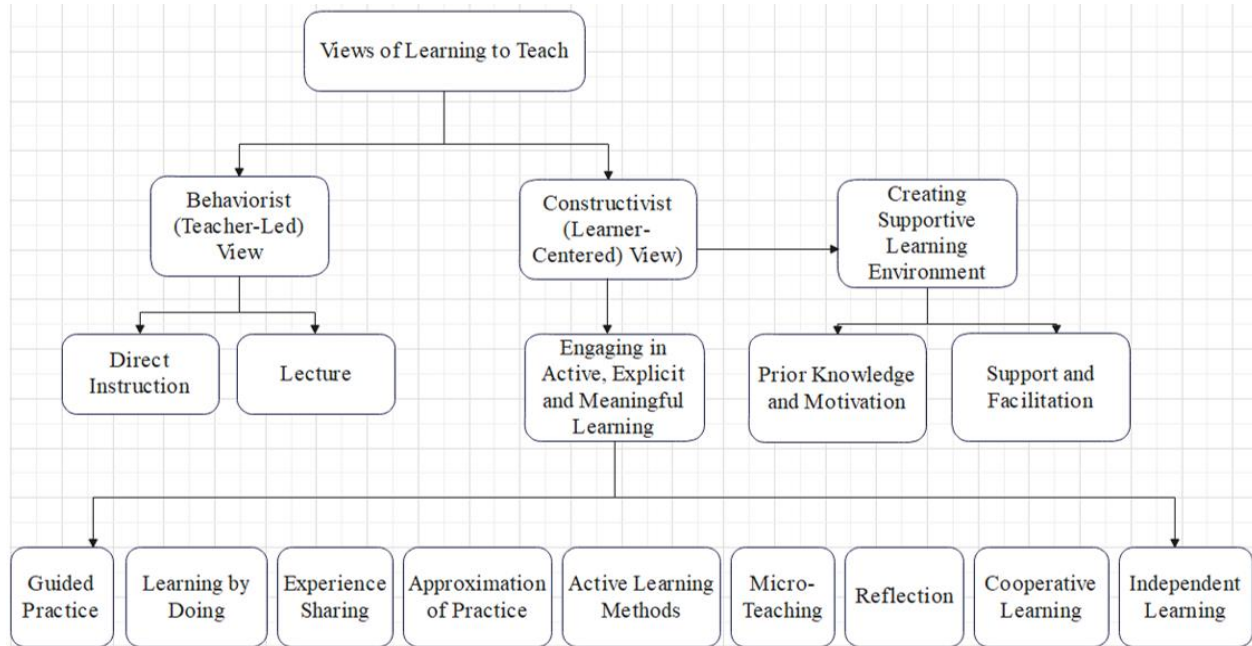 Views of Learning to Teach
Behaviorist
(Teacher-Led)
View
Constructivist
(Learner-
Centered) View)
Creating
Supportive
Learning
Environment
Direct
Instruction
Lecture
Engaging in
Active, Explicit
and Meaningful
Learning
Prior Knowledge
and Motivation
Support and
Facilitation
Guided
Practice
Learning by
Doing
Experience
Sharing
Approximation
of Practice
Active Learning
Methods
Micro-
Teaching
Reflection
Cooperative
Learning
Independent
Learning